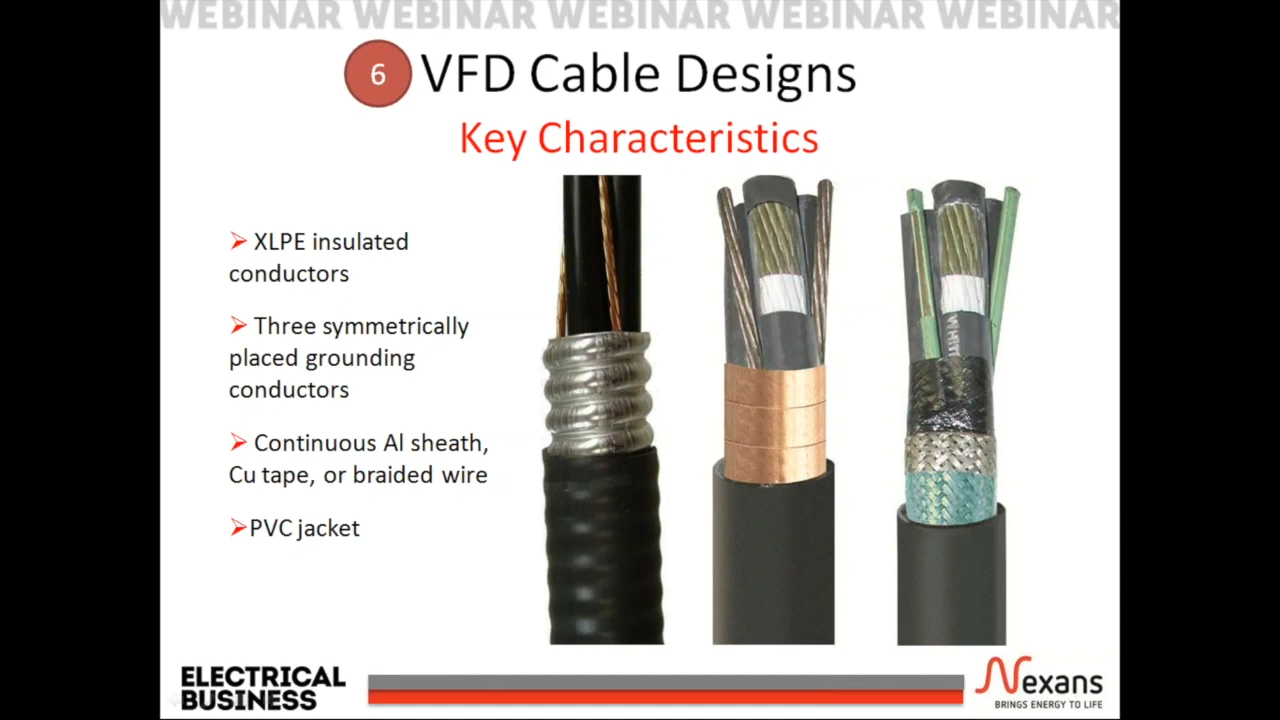 WEBINAR WEBINAR WEBINAR WEBINAR WEBINAR
6 VFD Cable Designs
Key Characteristics
XLPE insulated
conductors
Three symmetrically
placed grounding
conductors
Continuous Al sheath,
Cu tape, or braided wire
PVC jacket
ELECTRICAL
BUSINESS
Nexans
BRINGS ENERGY TO LIFE